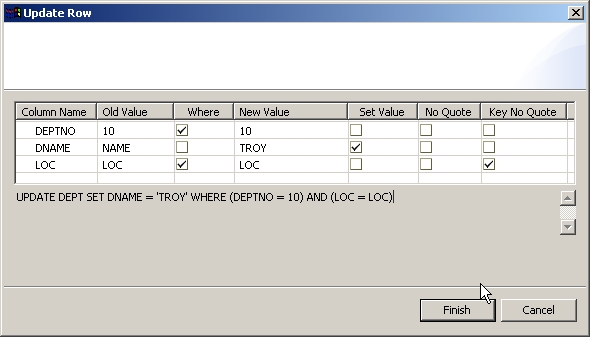 Update Row
Column Name Old Value Where New Value Set Value No Quote Key No Quote
DEPTNO 10 10
DNAME NAME TROY
LOC LOC LOC
UPDATE DEPT SET DNAME = 'TROY' WHERE (DEPTNO = 10) AND (LOC = LOC)
Finish Cancel